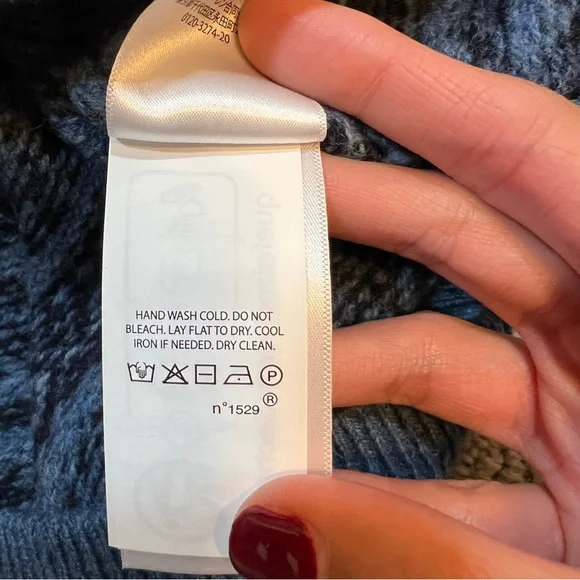 0120-3274-20
HAND WASH COLD. DO NOT
BLEACH. LAY FLAT TO DRY. COOL
IRON IF NEEDED. DRY CLEAN.
P
n°1529 ®